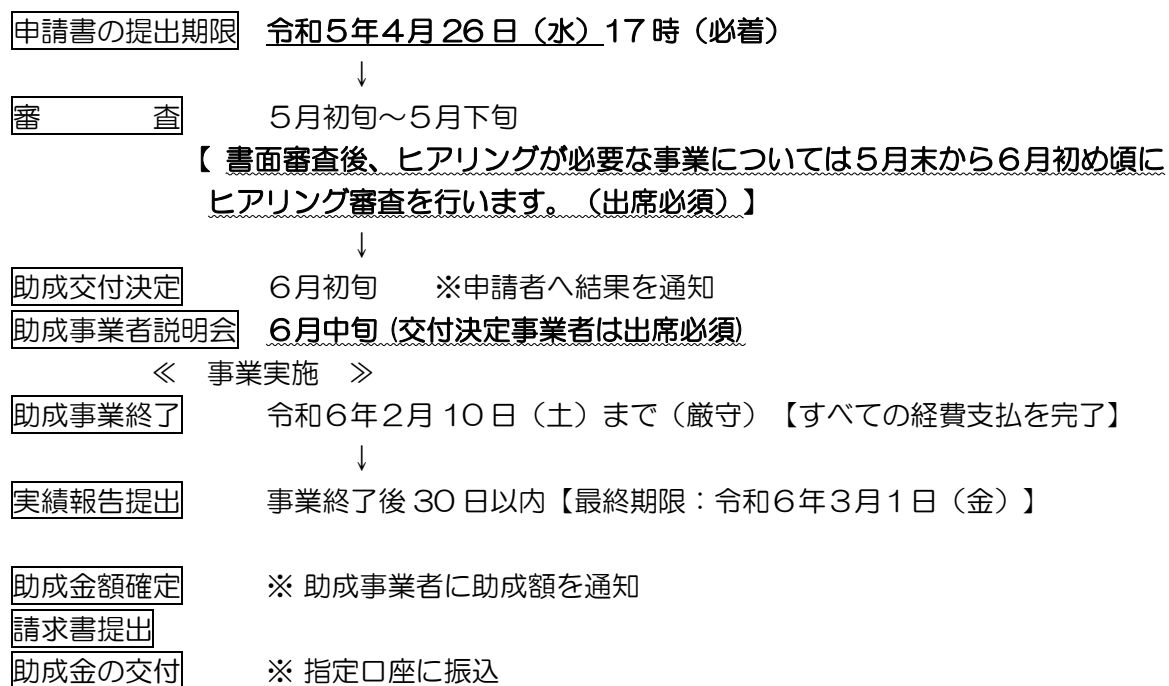 申請書の提出期限　令和５年４月26日（水）17時（必着）
↓
審　　　　査　　５月初旬～５月下旬
【 書面審査後、ヒアリングが必要な事業については５月末から６月初め頃に
ヒアリング審査を行います。（出席必須）】
↓
助成交付決定　　６月初旬　　※申請者へ結果を通知
助成事業者説明会　６月中旬 (交付決定事業者は出席必須)
≪　事業実施　≫
助成事業終了　　令和６年２月10日（土）まで（厳守）【すべての経費支払を完了】
↓
実績報告提出　　事業終了後30日以内【最終期限：令和６年３月１日（金）】
助成金額確定　　※ 助成事業者に助成額を通知
請求書提出
助成金の交付　　※ 指定口座に振込